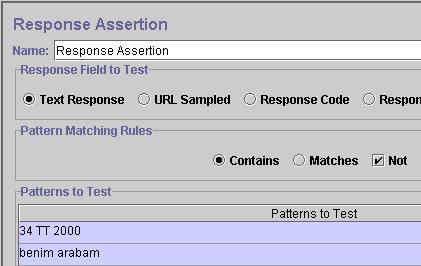 Response Assertion
Name: Response Assertion
Response Field to Test
Text Response URL Sampled Response Code Respon
Pattern Matching Rules
Contains Matches Not
Patterns to Test
Patterns to Test
34 TT 2000
benim arabam